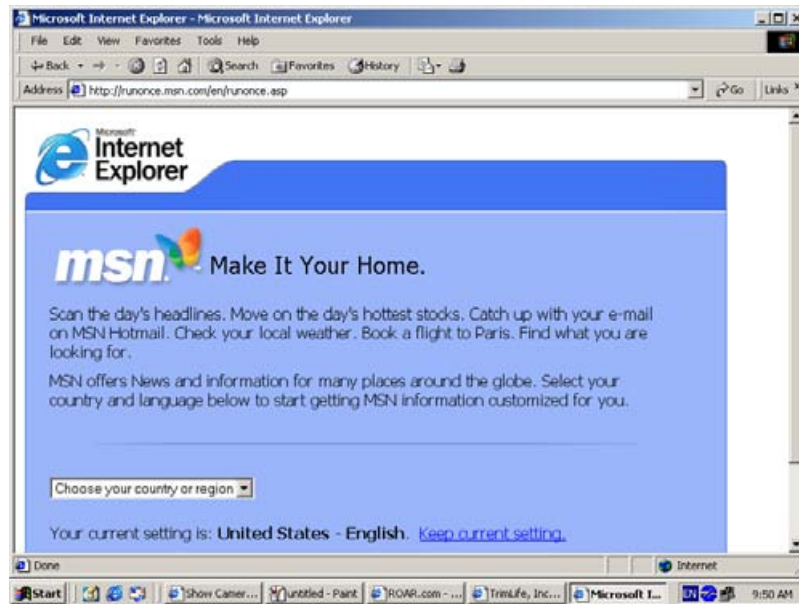 Microsoft Internet Explorer - Microsoft Internet Explorer
File Edit View Favorites Tools Help
Back Search Favorites History
Address http://runonce.msn.com/en/runonce.asp Go Links
Microsoft
Internet
Explorer
msn Make It Your Home.
Scan the day's headlines. Move on the day's hottest stocks. Catch up with your e-mail
on MSN Hotmail. Check your local weather. Book a flight to Paris. Find what you are
looking for.
MSN offers News and information for many places around the globe. Select your
country and language below to start getting MSN information customized for you.
Choose your country or region
Your current setting is: United States - English. Keep current setting.
Done Internet
Start Show Camer... untitled - Paint ROAR.com - ... TrimLife, Inc... Microsoft I... EN 9:50 AM